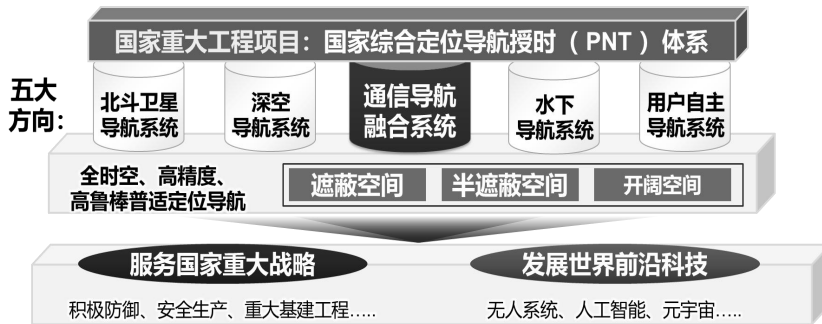 国家重大工程项目：国家综合定位导航授时（PNT）体系
五大
方向：
北斗卫星
导航系统
深空
导航系统
通信导航
融合系统
水下
导航系统
用户自主
导航系统
全时空、高精度、
高鲁棒普适定位导航
遮蔽空间
半遮蔽空间
开阔空间
服务国家重大战略
发展世界前沿科技
积极防御、安全生产、重大基建工程…..
无人系统、人工智能、元宇宙…..